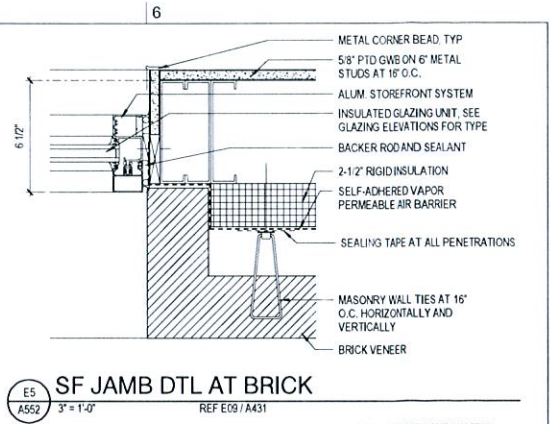 6
METAL CORNER BEAD, TYP
5/8" PTD GWB ON 6" METAL
STUDS AT 16" O.C.
ALUM. STOREFRONT SYSTEM
INSULATED GLAZING UNIT, SEE
GLAZING ELEVATIONS FOR TYPE
BACKER ROD AND SEALANT
2-1/2" RIGID INSULATION
SELF-ADHERED VAPOR
PERMEABLE AIR BARRIER
SEALING TAPE AT ALL PENETRATIONS
MASONRY WALL TIES AT 16"
O.C. HORIZONTALLY AND
VERTICALLY
BRICK VENEER
6 1/2"
E5
A552
SF JAMB DTL AT BRICK
3" = 1'-0"
REF E09 / A431